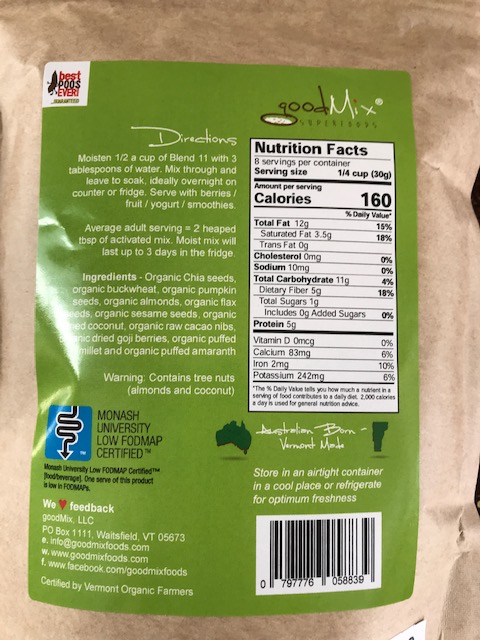 best
POOS
EVER!
...GUARANTEED
goodMix®
SUPERFOODS
Directions
Moisten 1/2 a cup of Blend 11 with 3
tablespoons of water. Mix through and
leave to soak, ideally overnight on
counter or fridge. Serve with berries /
fruit / yogurt / smoothies.
Average adult serving = 2 heaped
tbsp of activated mix. Moist mix will
last up to 3 days in the fridge.
Ingredients - Organic Chia seeds,
organic buckwheat, organic pumpkin
seeds, organic almonds, organic flax
seeds, organic sesame seeds, organic
ed coconut, organic raw cacao nibs,
organic dried goji berries, organic puffed
millet and organic puffed amaranth
Warning: Contains tree nuts
(almonds and coconut)
MONASH
UNIVERSITY
LOW FODMAP
CERTIFIED™
TM
Monash University Low FODMAP Certified™
[food/beverage]. One serve of this product
is low in FODMAPs.
We ♥ feedback
goodMix, LLC
PO Box 1111, Waitsfield, VT 05673
e. info@goodmixfoods.com
w. www.goodmixfoods.com
f. www.facebook.com/goodmixfoods
Certified by Vermont Organic Farmers
Nutrition Facts
8 servings per container
Serving size 1/4 cup (30g)
Amount per serving
Calories 160
% Daily Value*
Total Fat 12g 15%
Saturated Fat 3.5g 18%
Trans Fat 0g
Cholesterol 0mg 0%
Sodium 10mg 0%
Total Carbohydrate 11g 4%
Dietary Fiber 5g 18%
Total Sugars 1g
Includes 0g Added Sugars 0%
Protein 5g
Vitamin D 0mcg 0%
Calcium 83mg 6%
Iron 2mg 10%
Potassium 242mg 6%
*The % Daily Value tells you how much a nutrient in a
serving of food contributes to a daily diet. 2,000 calories
a day is used for general nutrition advice.
Australian Born -
Vermont Made
Store in an airtight container
in a cool place or refrigerate
for optimum freshness
0 797776 058839